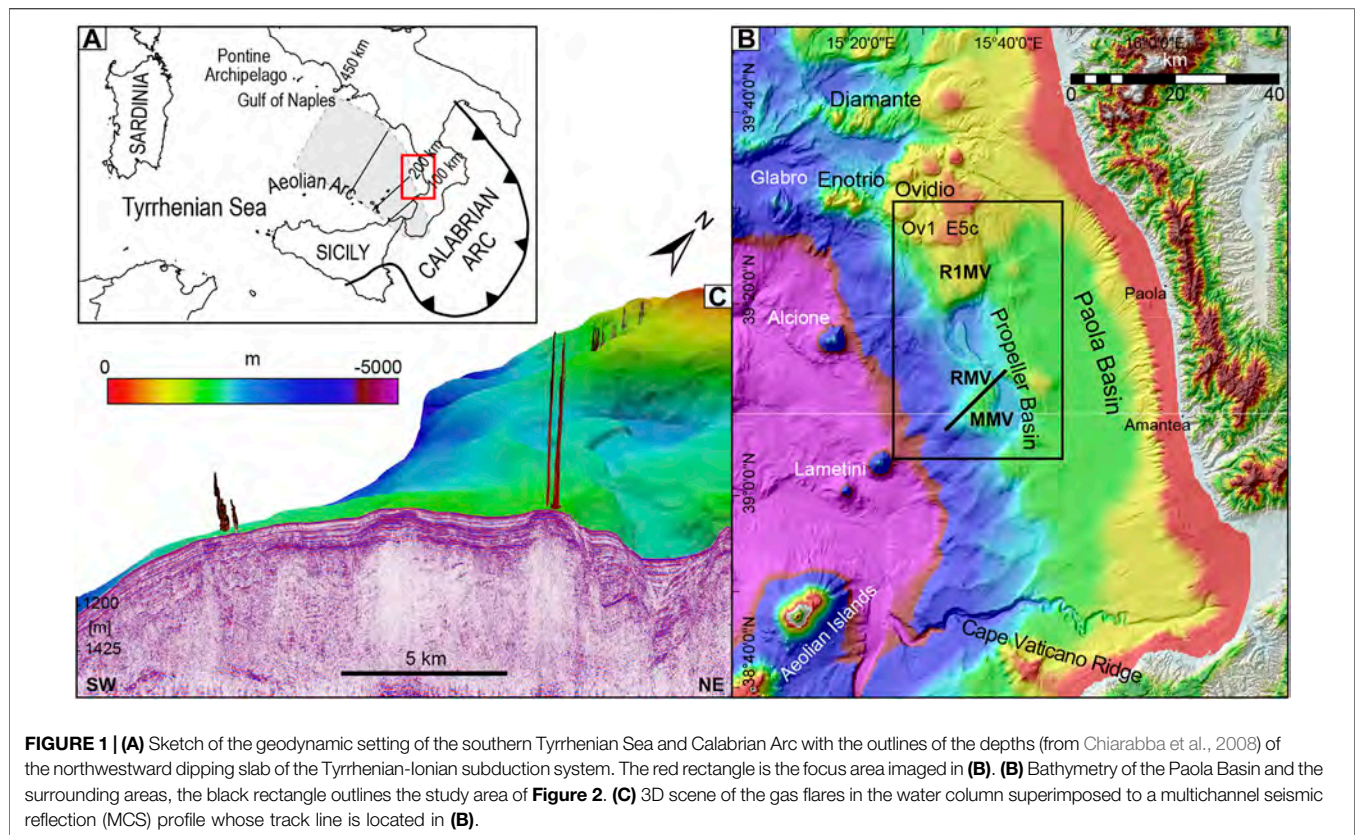 A
Pontine
Archipelago
Gulf of Naples
450 km
SARDINIA
200 km
100 km
Aeolian Arc
Tyrrhenian Sea
SICILY
CALABRIAN
ARC
N
C
m
0
-5000
1200
[m]
1425
5 km
SW
NE
B
15°20'0"E
15°40'0"E
16°0'0"E
km
0
20
40
39°40'0"N
Diamante
Glabro
Enotrio
Ovidio
Ov1
E5c
39°20'0"N
R1MV
Paola
Alcione
Propeller Basin
Paola Basin
RMV
MMV
Amantea
Lametini
39°0'0"N
Aeolian Islands
Cape Vaticano Ridge
38°40'0"N
FIGURE 1 | (A) Sketch of the geodynamic setting of the southern Tyrrhenian Sea and Calabrian Arc with the outlines of the depths (from Chiarabba et al., 2008) of
the northwestward dipping slab of the Tyrrhenian-Ionian subduction system. The red rectangle is the focus area imaged in (B). (B) Bathymetry of the Paola Basin and the
surrounding areas, the black rectangle outlines the study area of Figure 2. (C) 3D scene of the gas flares in the water column superimposed to a multichannel seismic
reflection (MCS) profile whose track line is located in (B).